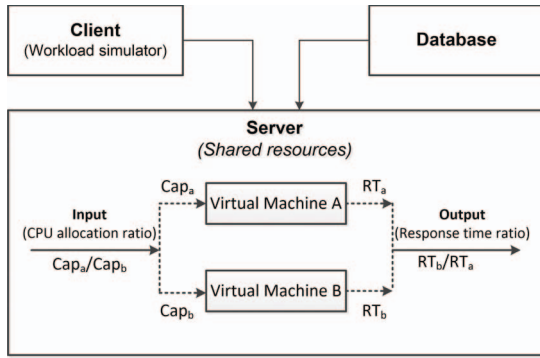 Client
(Workload simulator)
Database
Server
(Shared resources)
Cap_a
Virtual Machine A
RT_a
Input
(CPU allocation ratio)
Cap_a/Cap_b
Output
(Response time ratio)
RT_b/RT_a
Cap_b
Virtual Machine B
RT_b